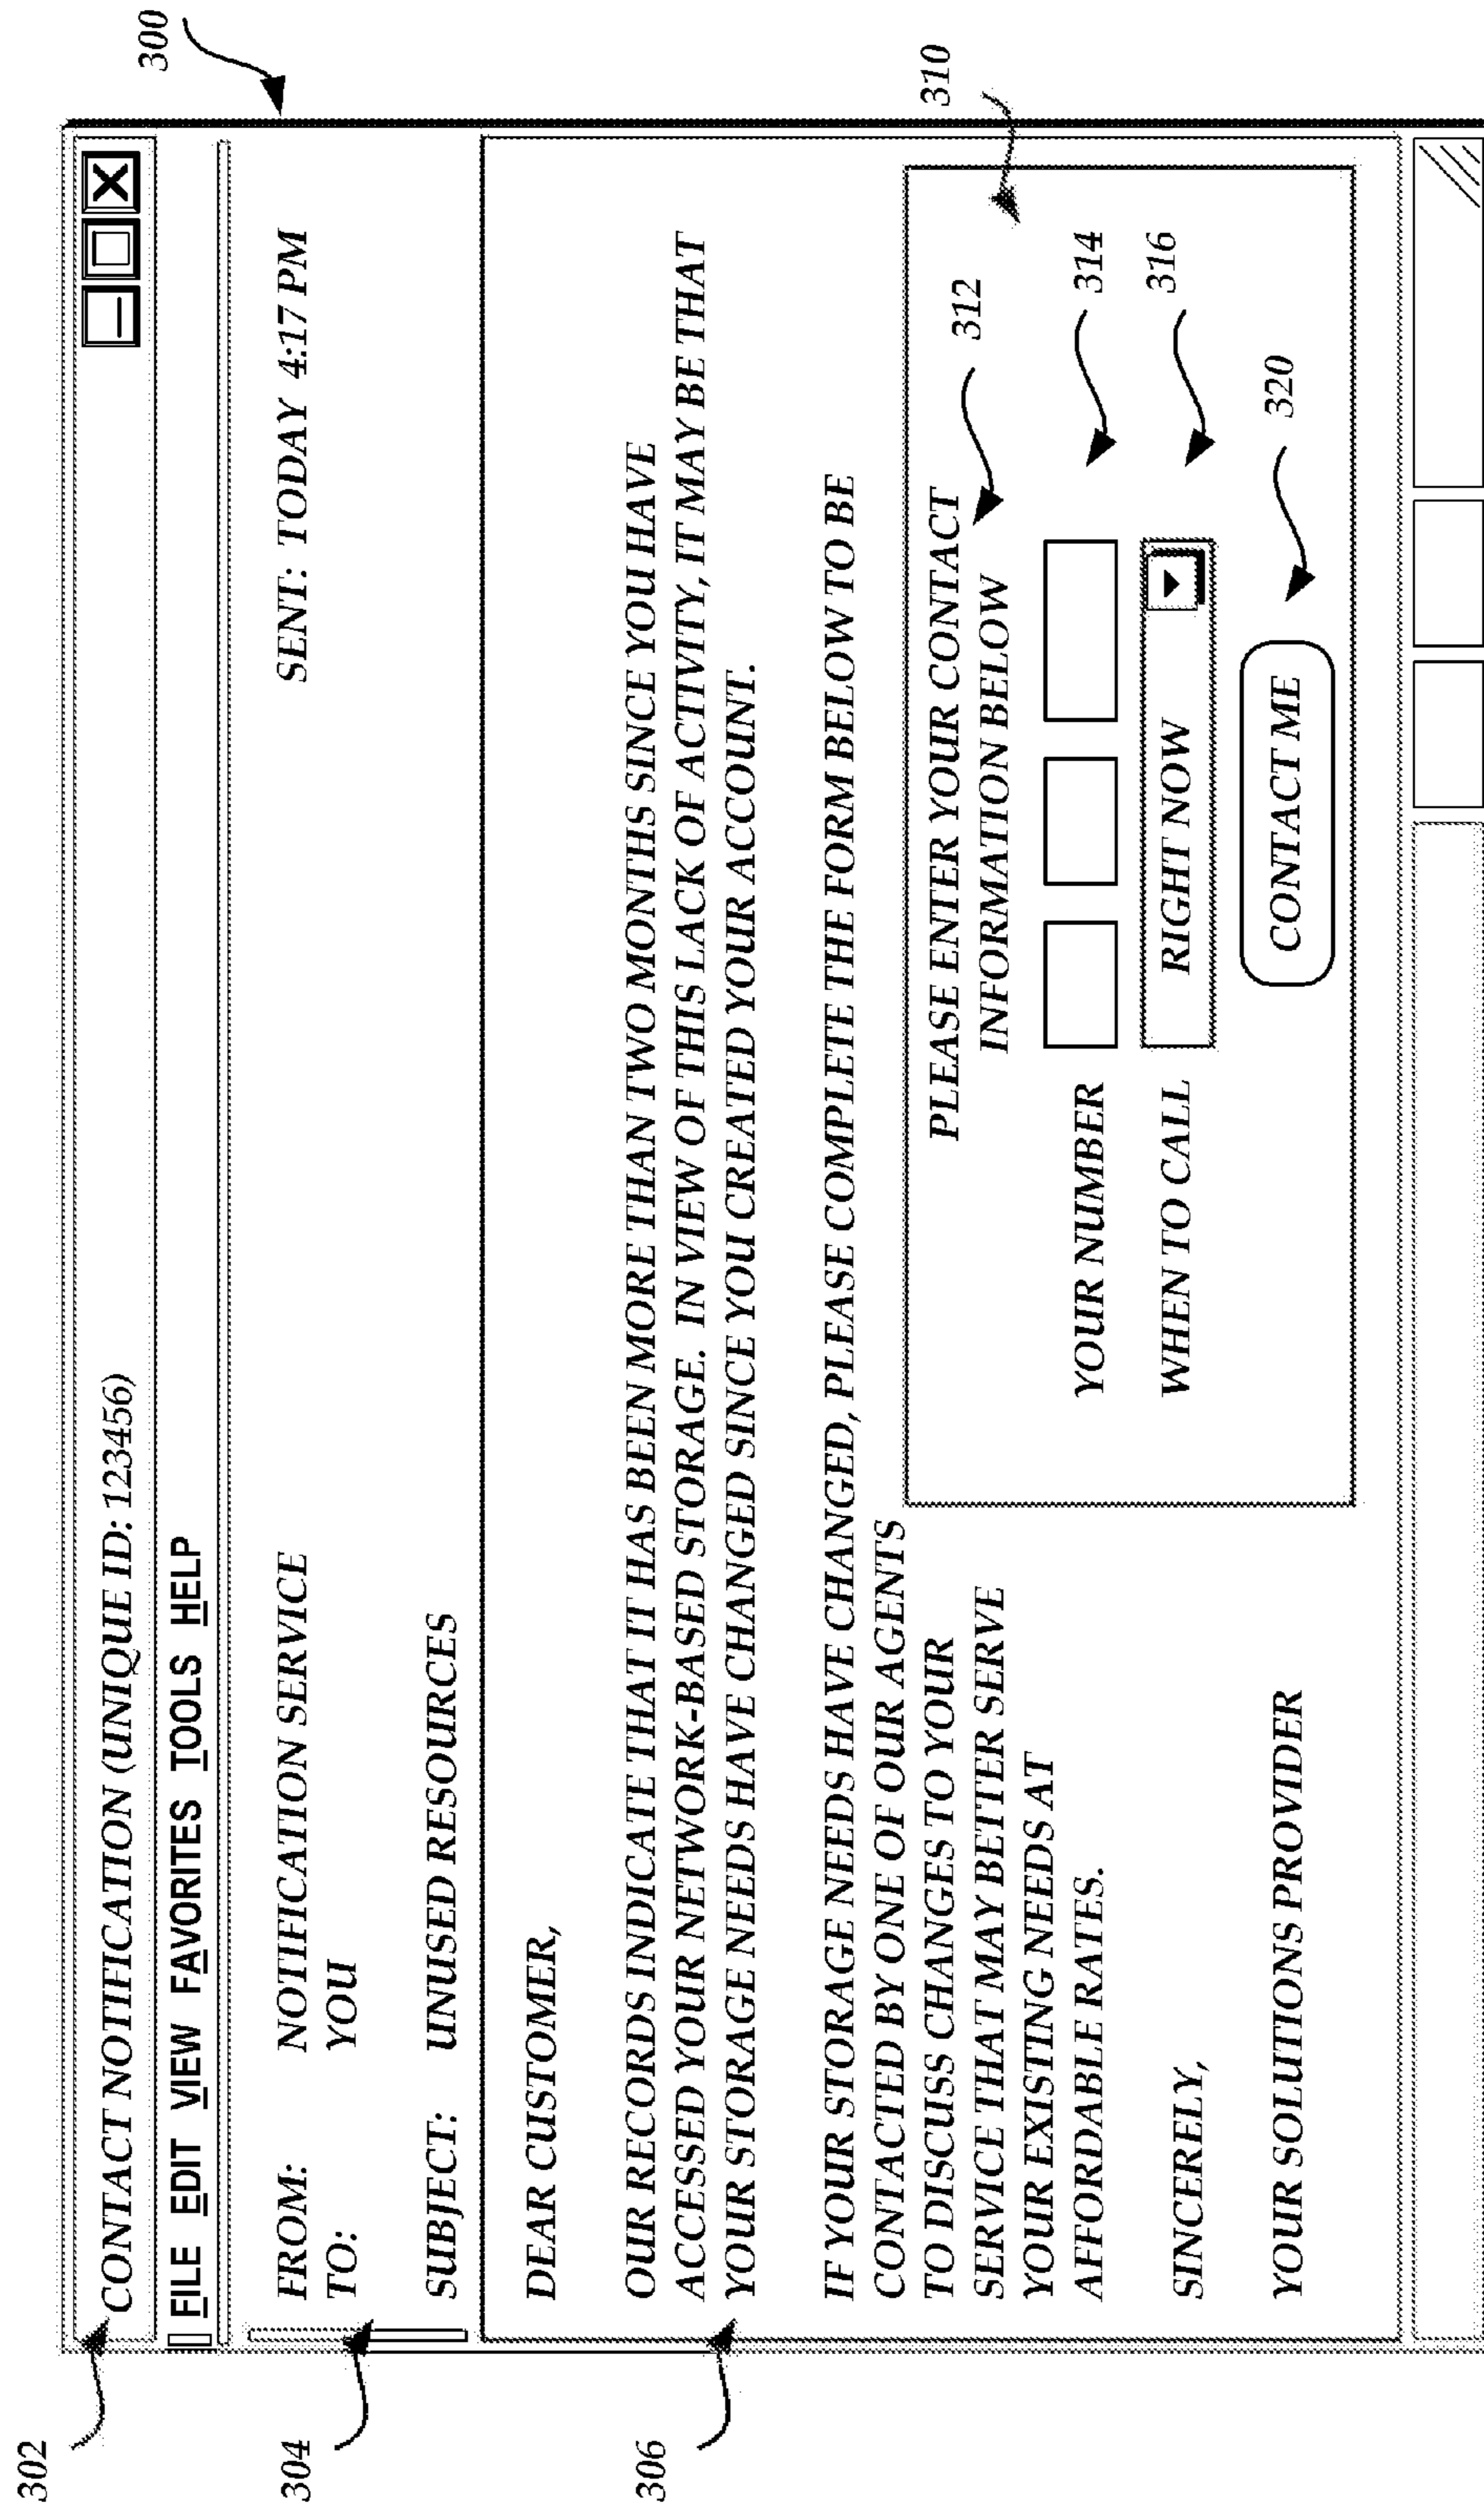 300
302
CONTACT NOTIFICATION (UNIQUE ID: 123456)
FILE EDIT VIEW FAVORITES TOOLS HELP
304
FROM: NOTIFICATION SERVICE SENT: TODAY 4:17 PM
TO: YOU
SUBJECT: UNUSED RESOURCES
306
DEAR CUSTOMER,
OUR RECORDS INDICATE THAT IT HAS BEEN MORE THAN TWO MONTHS SINCE YOU HAVE
ACCESSED YOUR NETWORK-BASED STORAGE. IN VIEW OF THIS LACK OF ACTIVITY, IT MAY BE THAT
YOUR STORAGE NEEDS HAVE CHANGED SINCE YOU CREATED YOUR ACCOUNT.
IF YOUR STORAGE NEEDS HAVE CHANGED, PLEASE COMPLETE THE FORM BELOW TO BE
CONTACTED BY ONE OF OUR AGENTS
TO DISCUSS CHANGES TO YOUR
SERVICE THAT MAY BETTER SERVE
YOUR EXISTING NEEDS AT
AFFORDABLE RATES.
SINCERELY,
YOUR SOLUTIONS PROVIDER
310
PLEASE ENTER YOUR CONTACT
INFORMATION BELOW
312
YOUR NUMBER
314
WHEN TO CALL RIGHT NOW
316
CONTACT ME
320